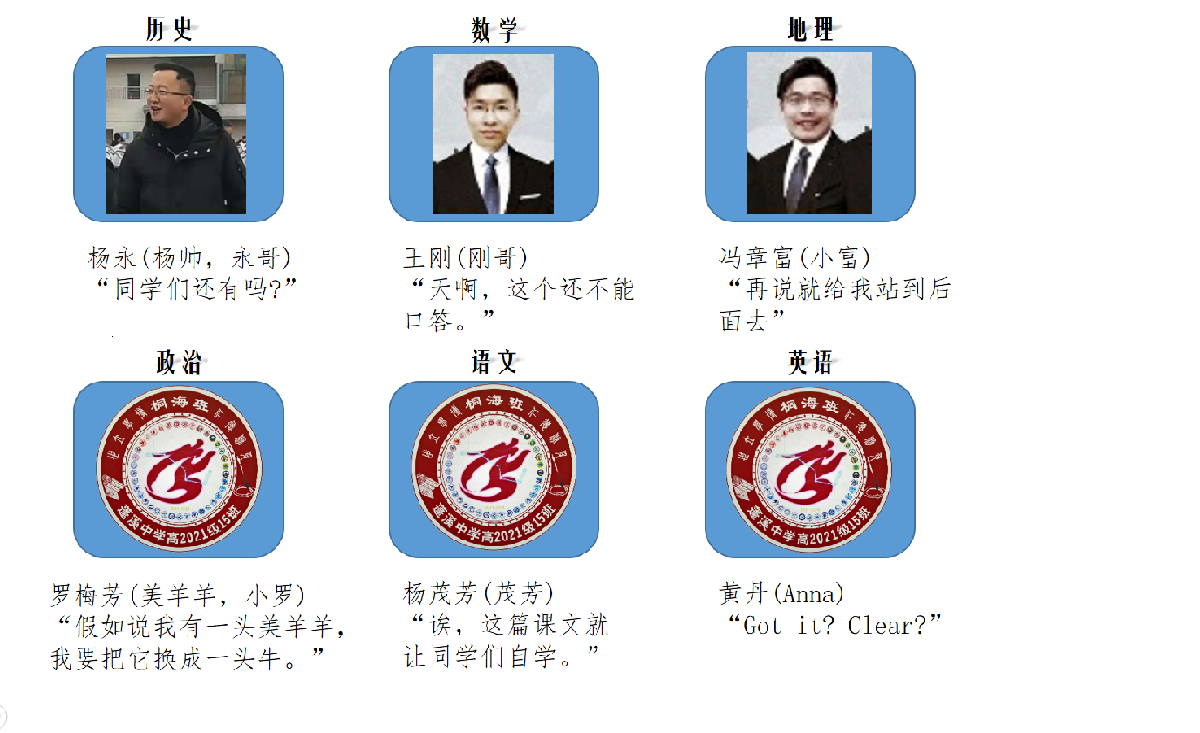 历史
数学
地理
杨永(杨帅，永哥)
“同学们还有吗?”
王刚(刚哥)
“天啊，这个还不能
口答。”
冯章富(小富)
“再说就给我站到后
面去”
政治
语文
英语
桐海班
蓬溪中学高2021级15班
桐海班
蓬溪中学高2021级15班
桐海班
蓬溪中学高2021级15班
罗梅芳(美羊羊，小罗)
“假如说我有一头美羊羊，
我要把它换成一头牛。”
杨茂芳(茂芳)
“诶，这篇课文就
让同学们自学。”
黄丹(Anna)
“Got it? Clear?”